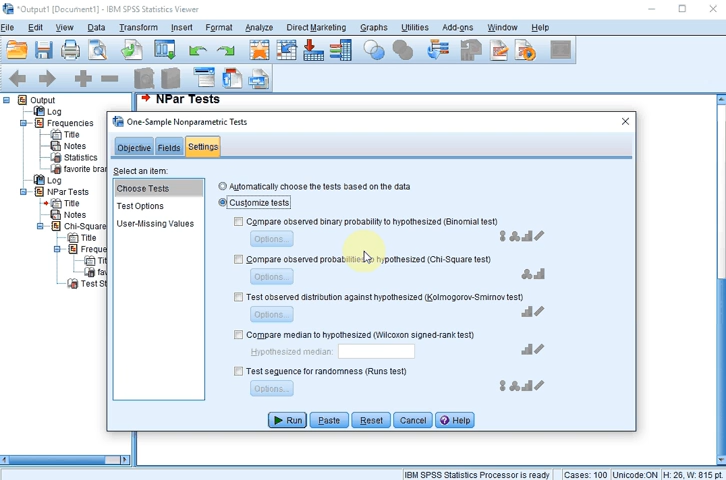 *Output1 [Document1] - IBM SPSS Statistics Viewer
File Edit View Data Transform Insert Format Analyze Direct Marketing Graphs Utilities Add-ons Window Help
Output
Log
Frequencies
Title
Notes
Statistics
favorite bran
Log
NPar Tests
Title
Notes
Chi-Square
Title
Freque
Tit
fav
Test St
NPar Tests
One-Sample Nonparametric Tests
Objective Fields Settings
Select an item:
Choose Tests
Test Options
User-Missing Values
Automatically choose the tests based on the data
Customize tests
Compare observed binary probability to hypothesized (Binomial test)
Options...
Compare observed probabilities to hypothesized (Chi-Square test)
Options...
Test observed distribution against hypothesized (Kolmogorov-Smirnov test)
Options...
Compare median to hypothesized (Wilcoxon signed-rank test)
Hypothesized median:
Test sequence for randomness (Runs test)
Options...
Run Paste Reset Cancel Help
IBM SPSS Statistics Processor is ready Cases: 100 Unicode:ON H: 26, W: 815 pt.